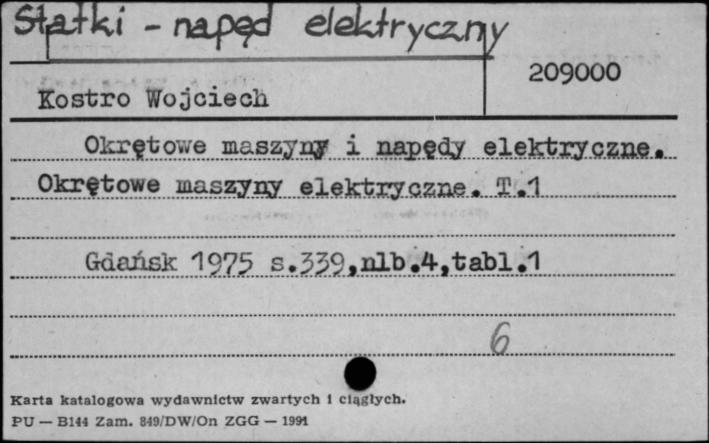 Statki - napęd elektryczny
209000
Kostro Wojciech
Okrętowe maszyny i napędy elektryczne.
Okrętowe maszyny elektryczne. T.1
Gdańsk 1975 s.339,nlb.4,tabl.1
6
Karta katalogowa wydawnictw zwartych i ciągłych.
PU — B144 Zam. 849/DW/On ZGG — 1991